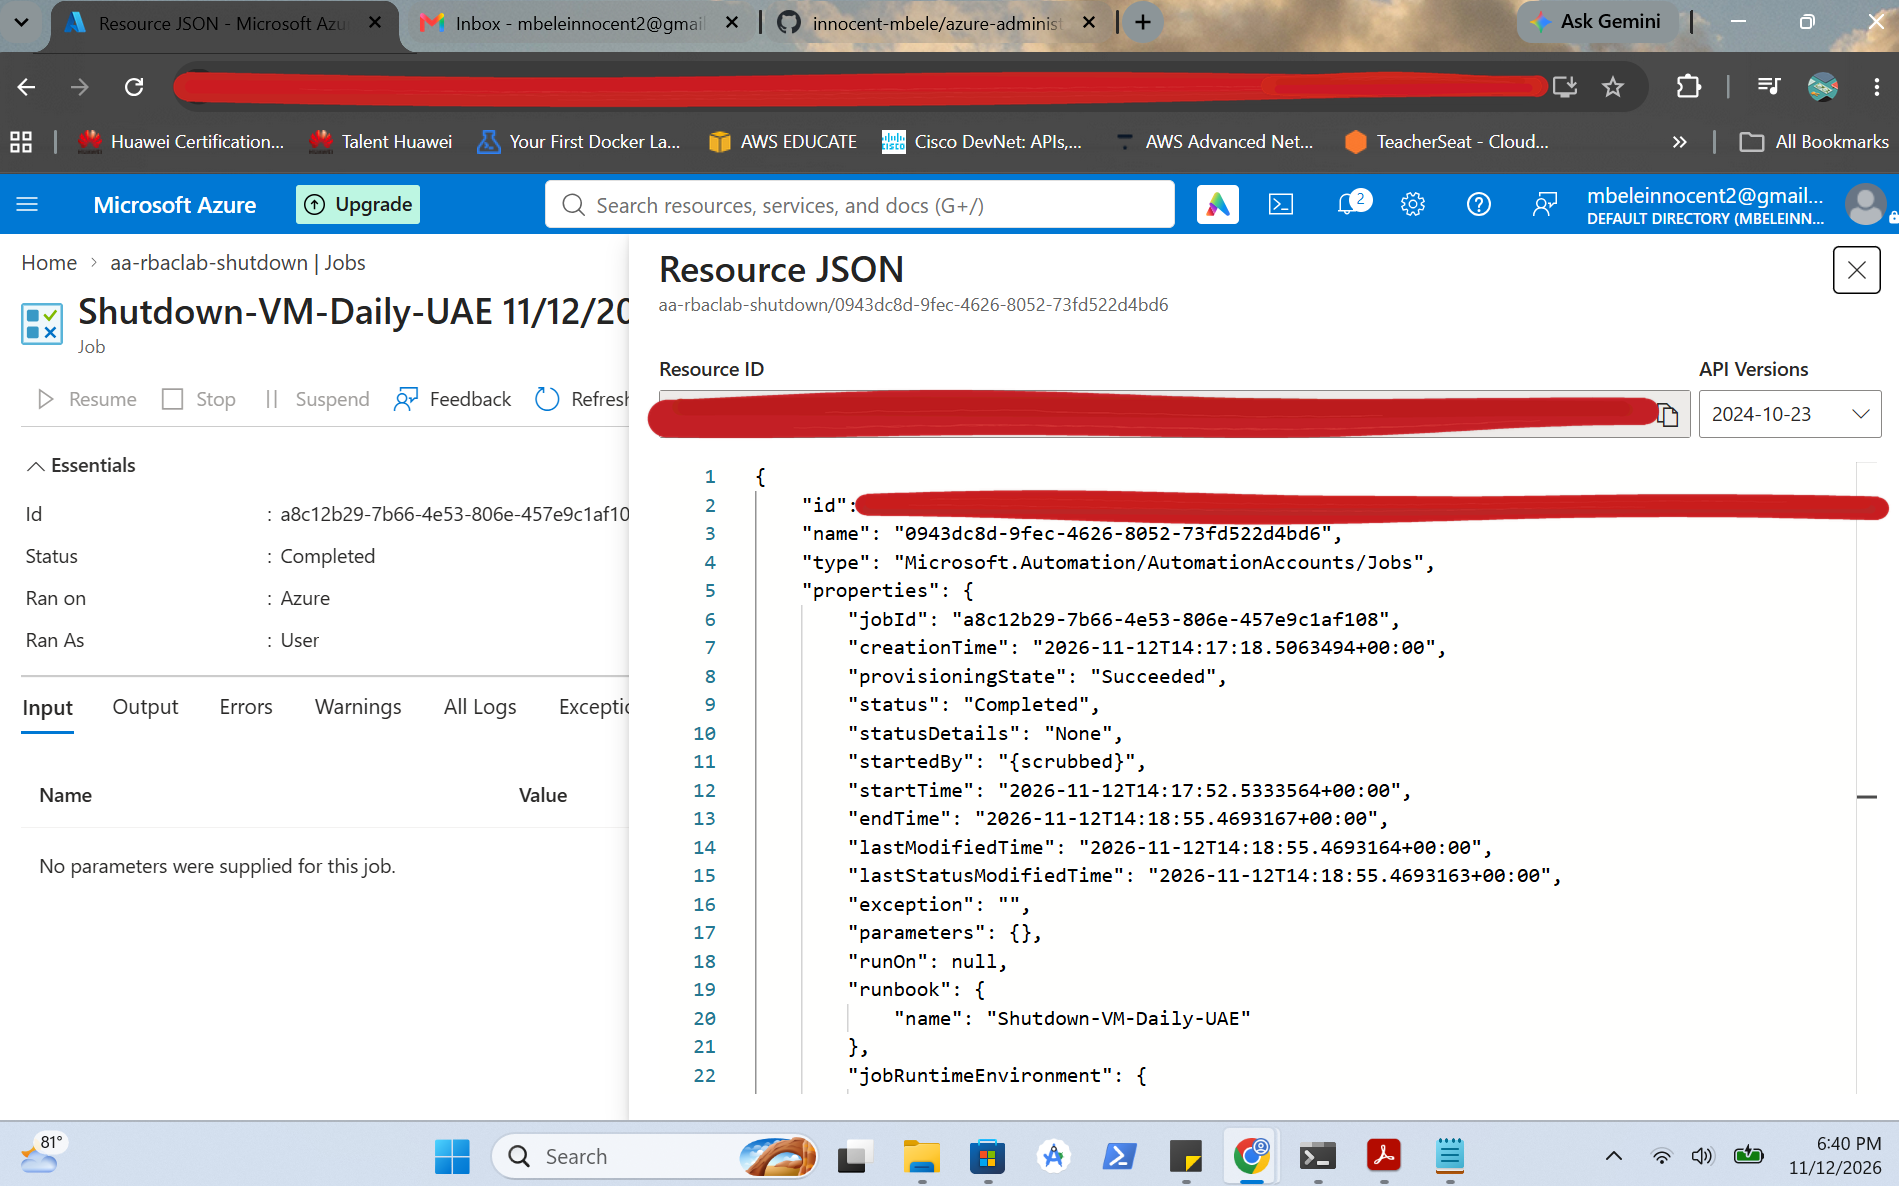 Resource JSON - Microsoft Azu
Inbox - mbeleinnocent2@gmail
innocent-mbele/azure-administ
Ask Gemini
Huawei Certification...
Talent Huawei
Your First Docker La...
AWS EDUCATE
Cisco DevNet: APIs,...
AWS Advanced Net...
TeacherSeat - Cloud...
All Bookmarks
Microsoft Azure
Upgrade
Search resources, services, and docs (G+/)
2
mbeleinnocent2@gmail...
DEFAULT DIRECTORY (MBELEINN...
Home > aa-rbaclab-shutdown | Jobs
Shutdown-VM-Daily-UAE 11/12/20
Job
Resume
Stop
Suspend
Feedback
Refresh
Essentials
Id : a8c12b29-7b66-4e53-806e-457e9c1af10
Status : Completed
Ran on : Azure
Ran As : User
Input
Output
Errors
Warnings
All Logs
Exceptio
Name Value
No parameters were supplied for this job.
Resource JSON
aa-rbaclab-shutdown/0943dc8d-9fec-4626-8052-73fd522d4bd6
Resource ID
API Versions
2024-10-23
1 {
2 "id":
3 "name": "0943dc8d-9fec-4626-8052-73fd522d4bd6",
4 "type": "Microsoft.Automation/AutomationAccounts/Jobs",
5 "properties": {
6 "jobId": "a8c12b29-7b66-4e53-806e-457e9c1af108",
7 "creationTime": "2026-11-12T14:17:18.5063494+00:00",
8 "provisioningState": "Succeeded",
9 "status": "Completed",
10 "statusDetails": "None",
11 "startedBy": "{scrubbed}",
12 "startTime": "2026-11-12T14:17:52.5333564+00:00",
13 "endTime": "2026-11-12T14:18:55.4693167+00:00",
14 "lastModifiedTime": "2026-11-12T14:18:55.4693164+00:00",
15 "lastStatusModifiedTime": "2026-11-12T14:18:55.4693163+00:00",
16 "exception": "",
17 "parameters": {},
18 "runOn": null,
19 "runbook": {
20 "name": "Shutdown-VM-Daily-UAE"
21 },
22 "jobRuntimeEnvironment": {
81°
Search
6:40 PM
11/12/2026